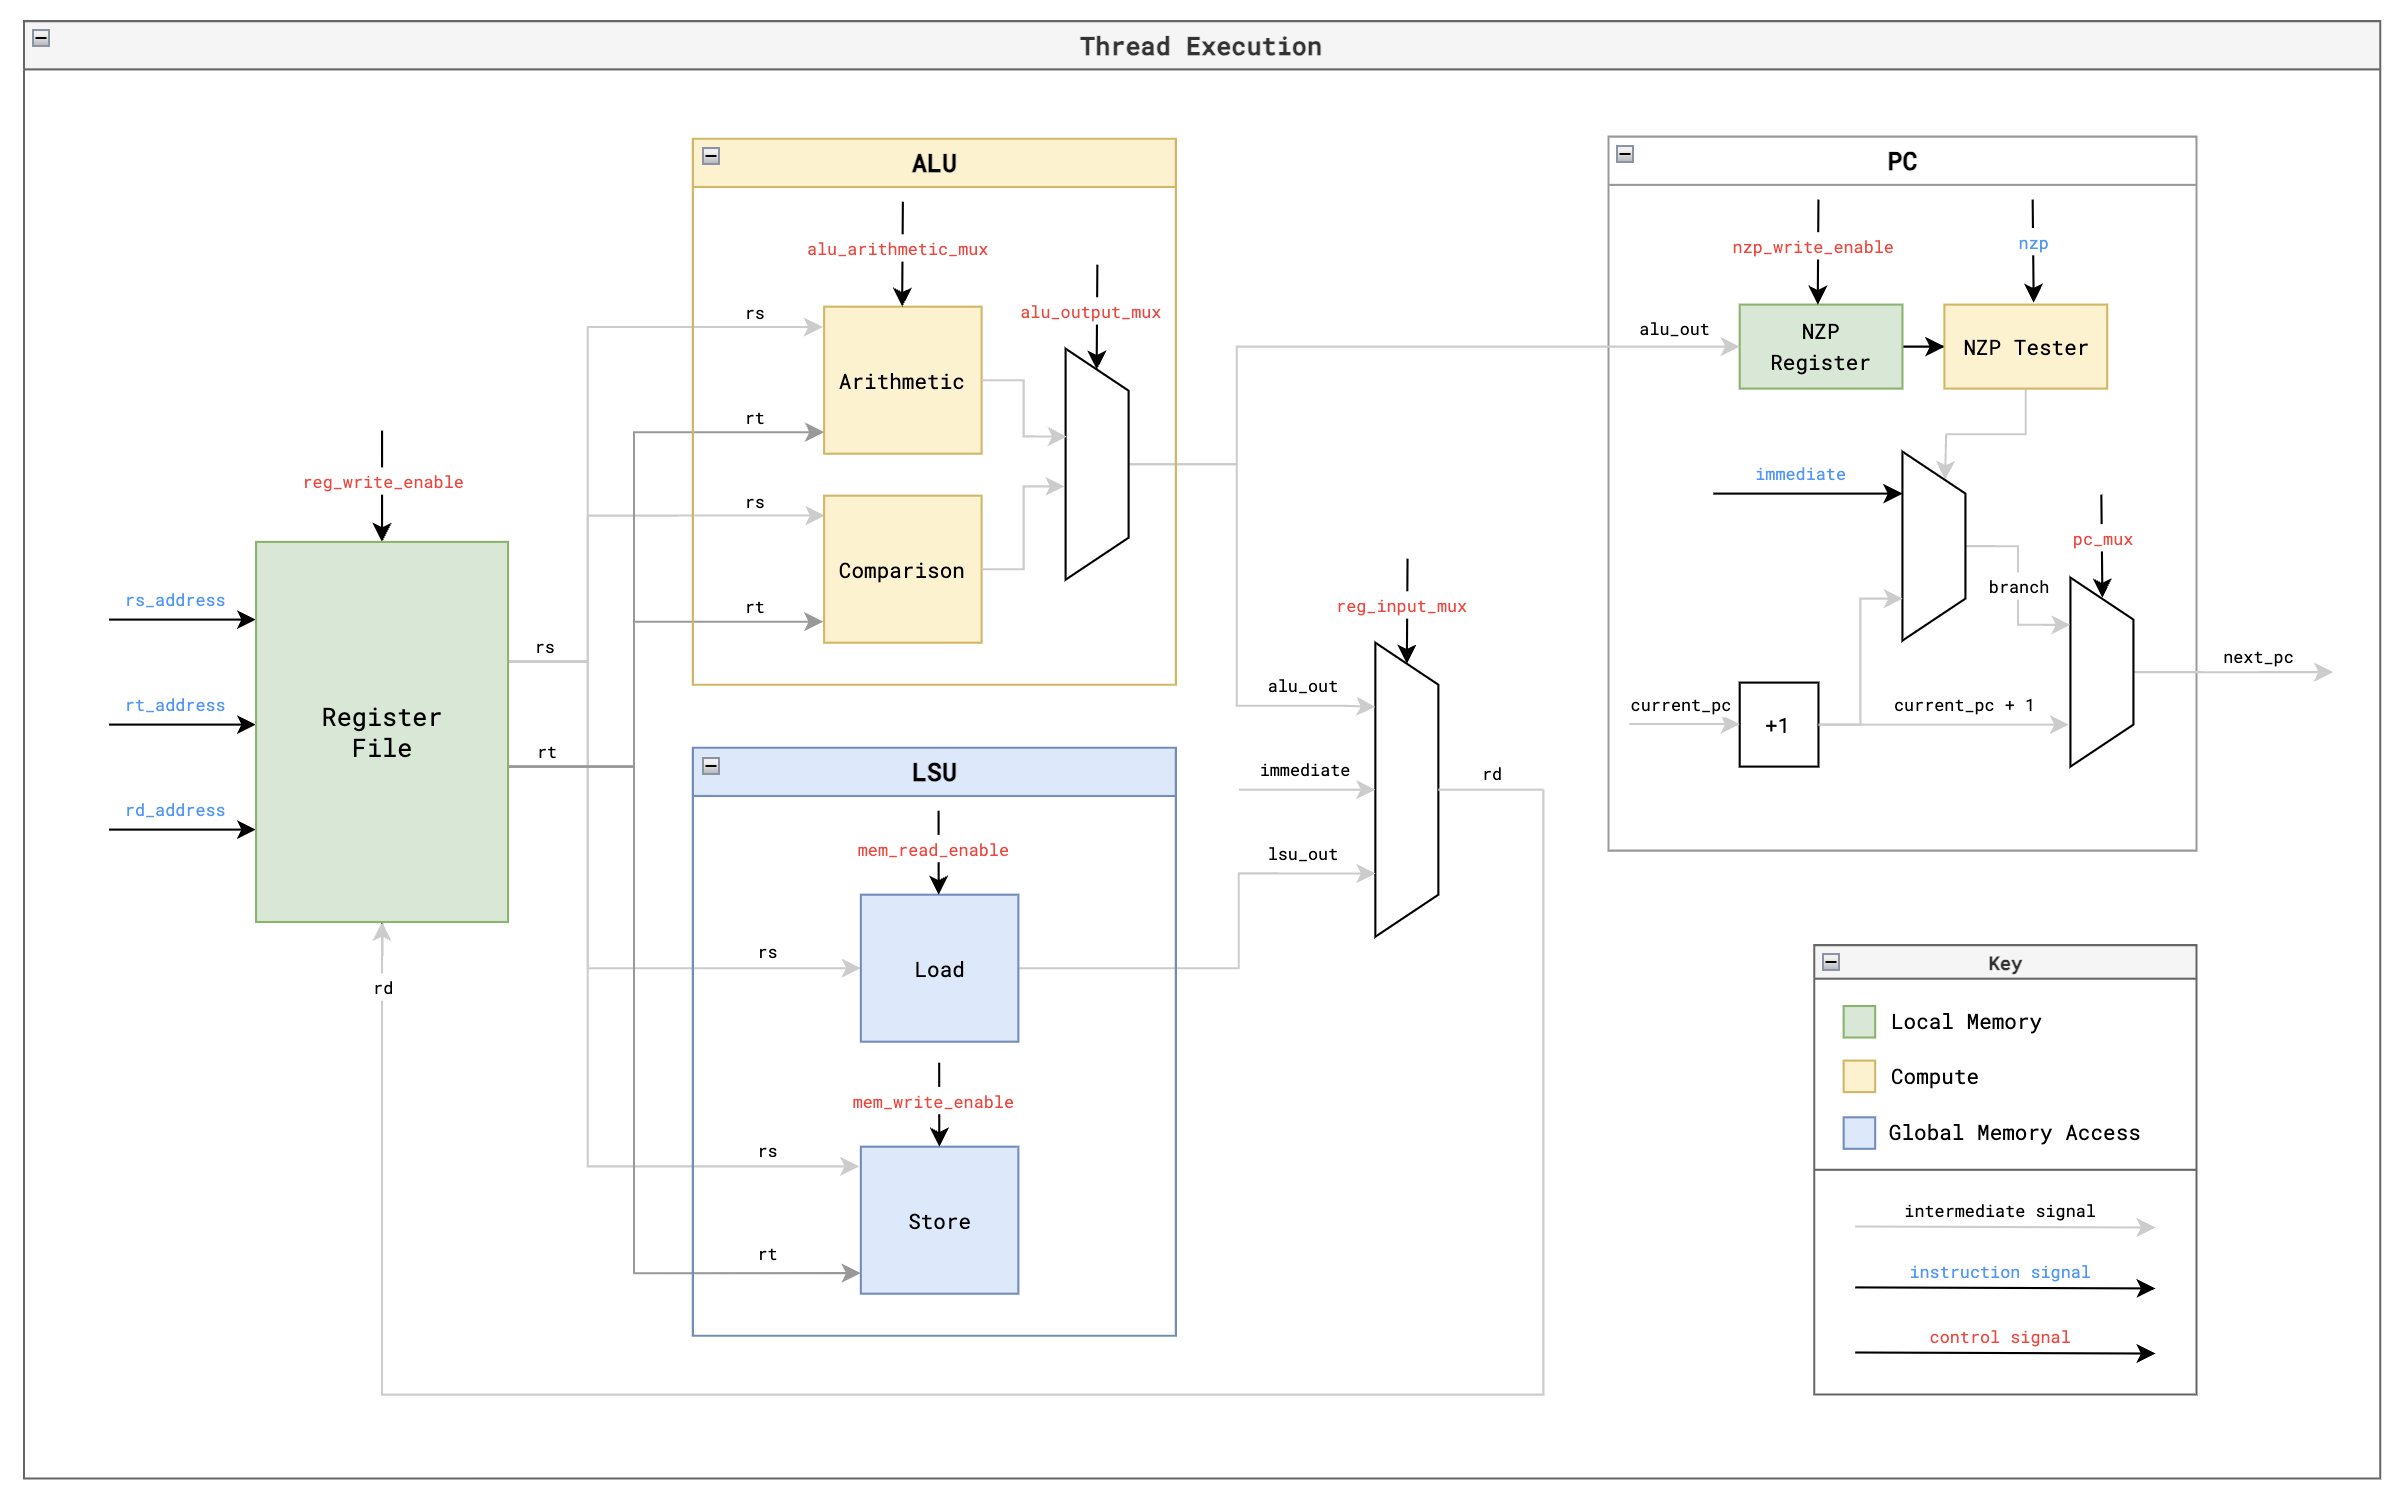 Thread Execution
ALU
alu_arithmetic_mux
alu_output_mux
rs
Arithmetic
rt
rs
Comparison
rt
reg_write_enable
rs_address
rt_address
rd_address
Register
File
rs
rt
rd
LSU
mem_read_enable
rs
Load
mem_write_enable
rs
Store
rt
reg_input_mux
alu_out
immediate
lsu_out
rd
PC
nzp_write_enable
nzp
alu_out
NZP
Register
NZP Tester
immediate
pc_mux
branch
current_pc
+1
current_pc + 1
next_pc
Key
Local Memory
Compute
Global Memory Access
intermediate signal
instruction signal
control signal